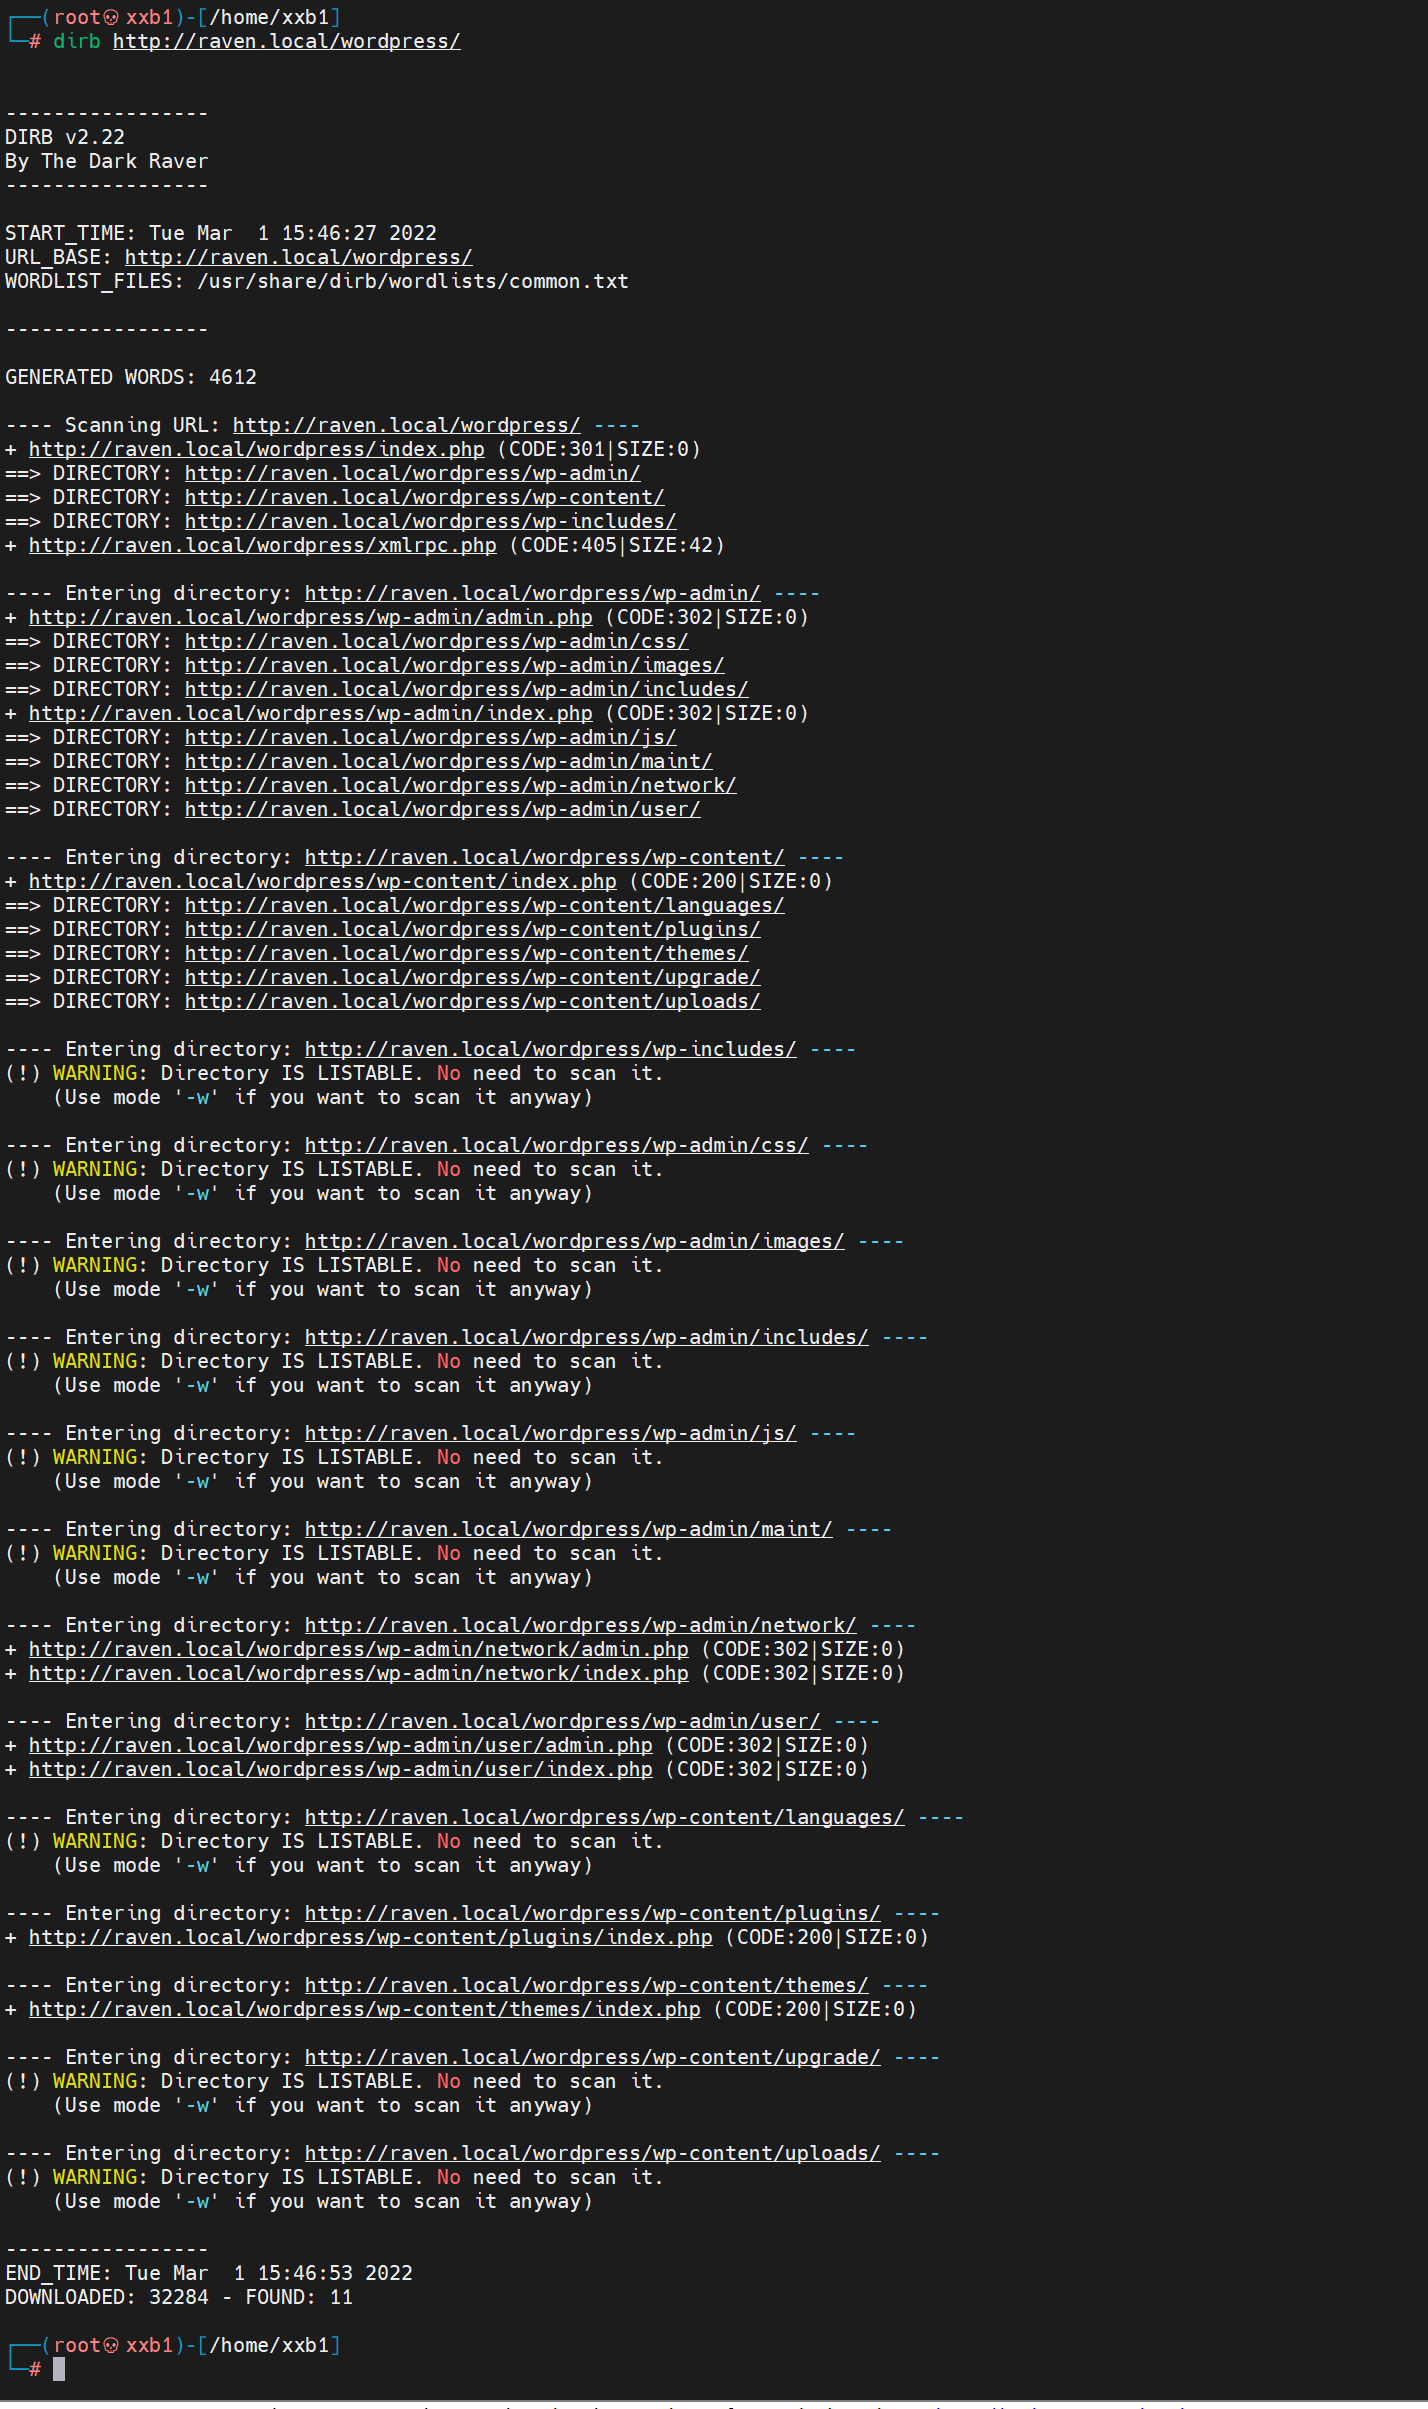 ┌──(root💀xxb1)-[/home/xxb1]
└─# dirb http://raven.local/wordpress/
-----------------
DIRB v2.22
By The Dark Raver
-----------------
START_TIME: Tue Mar  1 15:46:27 2022
URL_BASE: http://raven.local/wordpress/
WORDLIST_FILES: /usr/share/dirb/wordlists/common.txt
-----------------
GENERATED WORDS: 4612
---- Scanning URL: http://raven.local/wordpress/ ----
+ http://raven.local/wordpress/index.php (CODE:301|SIZE:0)
==> DIRECTORY: http://raven.local/wordpress/wp-admin/
==> DIRECTORY: http://raven.local/wordpress/wp-content/
==> DIRECTORY: http://raven.local/wordpress/wp-includes/
+ http://raven.local/wordpress/xmlrpc.php (CODE:405|SIZE:42)
---- Entering directory: http://raven.local/wordpress/wp-admin/ ----
+ http://raven.local/wordpress/wp-admin/admin.php (CODE:302|SIZE:0)
==> DIRECTORY: http://raven.local/wordpress/wp-admin/css/
==> DIRECTORY: http://raven.local/wordpress/wp-admin/images/
==> DIRECTORY: http://raven.local/wordpress/wp-admin/includes/
+ http://raven.local/wordpress/wp-admin/index.php (CODE:302|SIZE:0)
==> DIRECTORY: http://raven.local/wordpress/wp-admin/js/
==> DIRECTORY: http://raven.local/wordpress/wp-admin/maint/
==> DIRECTORY: http://raven.local/wordpress/wp-admin/network/
==> DIRECTORY: http://raven.local/wordpress/wp-admin/user/
---- Entering directory: http://raven.local/wordpress/wp-content/ ----
+ http://raven.local/wordpress/wp-content/index.php (CODE:200|SIZE:0)
==> DIRECTORY: http://raven.local/wordpress/wp-content/languages/
==> DIRECTORY: http://raven.local/wordpress/wp-content/plugins/
==> DIRECTORY: http://raven.local/wordpress/wp-content/themes/
==> DIRECTORY: http://raven.local/wordpress/wp-content/upgrade/
==> DIRECTORY: http://raven.local/wordpress/wp-content/uploads/
---- Entering directory: http://raven.local/wordpress/wp-includes/ ----
(!) WARNING: Directory IS LISTABLE. No need to scan it.
    (Use mode '-w' if you want to scan it anyway)
---- Entering directory: http://raven.local/wordpress/wp-admin/css/ ----
(!) WARNING: Directory IS LISTABLE. No need to scan it.
    (Use mode '-w' if you want to scan it anyway)
---- Entering directory: http://raven.local/wordpress/wp-admin/images/ ----
(!) WARNING: Directory IS LISTABLE. No need to scan it.
    (Use mode '-w' if you want to scan it anyway)
---- Entering directory: http://raven.local/wordpress/wp-admin/includes/ ----
(!) WARNING: Directory IS LISTABLE. No need to scan it.
    (Use mode '-w' if you want to scan it anyway)
---- Entering directory: http://raven.local/wordpress/wp-admin/js/ ----
(!) WARNING: Directory IS LISTABLE. No need to scan it.
    (Use mode '-w' if you want to scan it anyway)
---- Entering directory: http://raven.local/wordpress/wp-admin/maint/ ----
(!) WARNING: Directory IS LISTABLE. No need to scan it.
    (Use mode '-w' if you want to scan it anyway)
---- Entering directory: http://raven.local/wordpress/wp-admin/network/ ----
+ http://raven.local/wordpress/wp-admin/network/admin.php (CODE:302|SIZE:0)
+ http://raven.local/wordpress/wp-admin/network/index.php (CODE:302|SIZE:0)
---- Entering directory: http://raven.local/wordpress/wp-admin/user/ ----
+ http://raven.local/wordpress/wp-admin/user/admin.php (CODE:302|SIZE:0)
+ http://raven.local/wordpress/wp-admin/user/index.php (CODE:302|SIZE:0)
---- Entering directory: http://raven.local/wordpress/wp-content/languages/ ----
(!) WARNING: Directory IS LISTABLE. No need to scan it.
    (Use mode '-w' if you want to scan it anyway)
---- Entering directory: http://raven.local/wordpress/wp-content/plugins/ ----
+ http://raven.local/wordpress/wp-content/plugins/index.php (CODE:200|SIZE:0)
---- Entering directory: http://raven.local/wordpress/wp-content/themes/ ----
+ http://raven.local/wordpress/wp-content/themes/index.php (CODE:200|SIZE:0)
---- Entering directory: http://raven.local/wordpress/wp-content/upgrade/ ----
(!) WARNING: Directory IS LISTABLE. No need to scan it.
    (Use mode '-w' if you want to scan it anyway)
---- Entering directory: http://raven.local/wordpress/wp-content/uploads/ ----
(!) WARNING: Directory IS LISTABLE. No need to scan it.
    (Use mode '-w' if you want to scan it anyway)
-----------------
END_TIME: Tue Mar  1 15:46:53 2022
DOWNLOADED: 32284 - FOUND: 11
┌──(root💀xxb1)-[/home/xxb1]
└─#